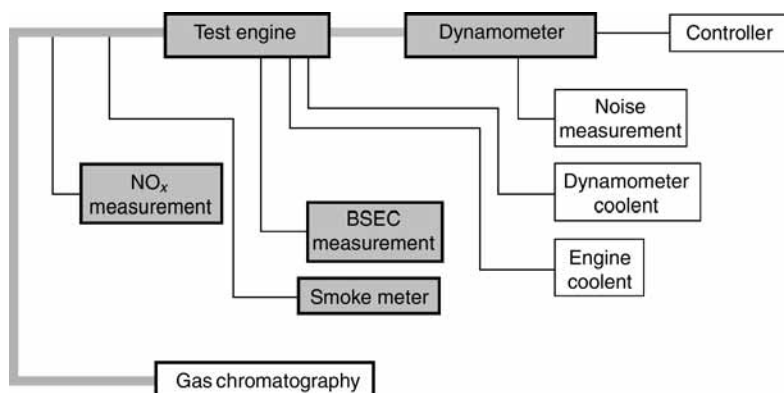 Test engine
Dynamometer
Controller
Noise
measurement
NOx
measurement
Dynamometer
coolent
BSEC
measurement
Engine
coolent
Smoke meter
Gas chromatography